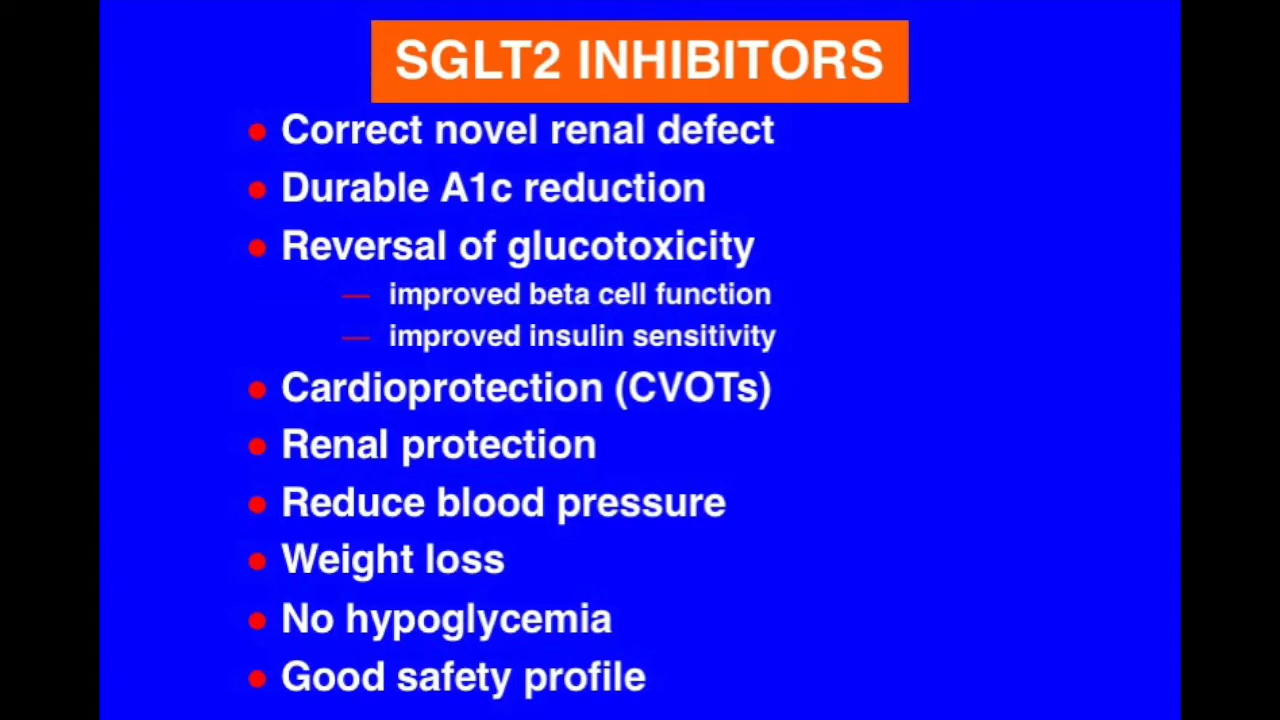 SGLT2 INHIBITORS
● Correct novel renal defect
● Durable A1c reduction
● Reversal of glucotoxicity
— improved beta cell function
— improved insulin sensitivity
● Cardioprotection (CVOTs)
● Renal protection
● Reduce blood pressure
● Weight loss
● No hypoglycemia
● Good safety profile